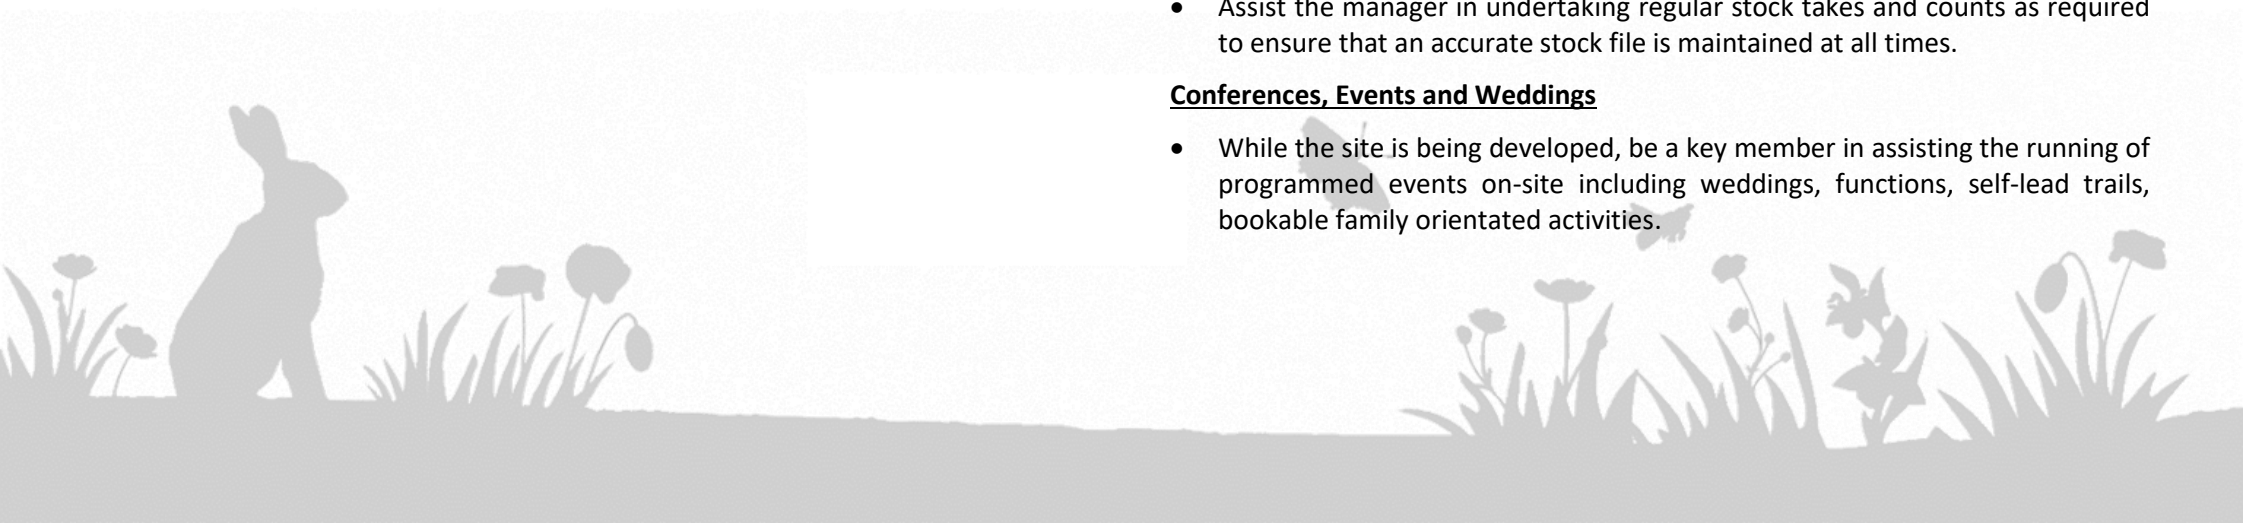 • Assist the manager in undertaking regular stock takes and counts as required
to ensure that an accurate stock file is maintained at all times.
Conferences, Events and Weddings
• While the site is being developed, be a key member in assisting the running of
programmed events on-site including weddings, functions, self-lead trails,
bookable family orientated activities.